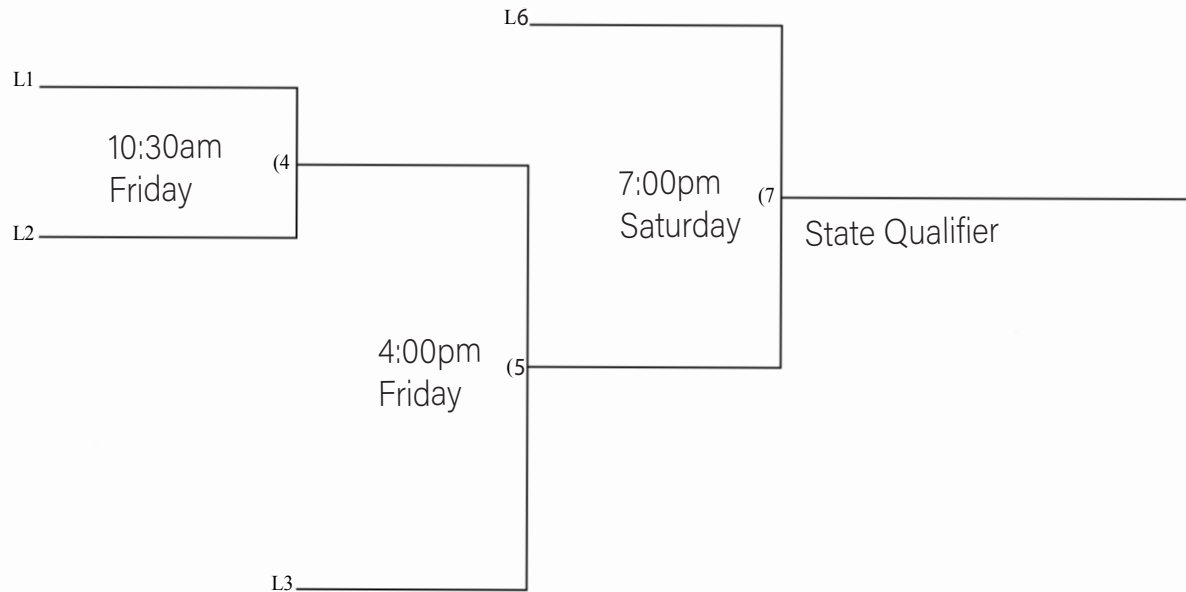 L6
L1
10:30am
Friday
(4
L2
7:00pm
Saturday
(7
State Qualifier
4:00pm
Friday
(5
L3